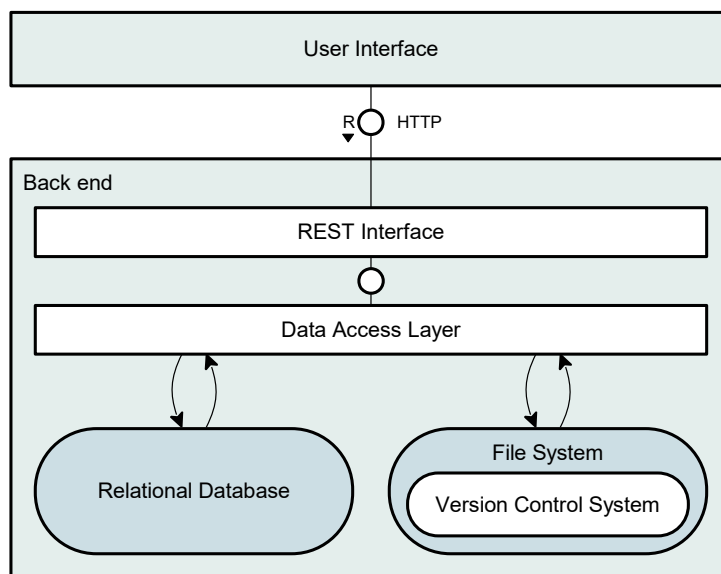 User Interface
R
HTTP
Back end
REST Interface
Data Access Layer
Relational Database
File System
Version Control System